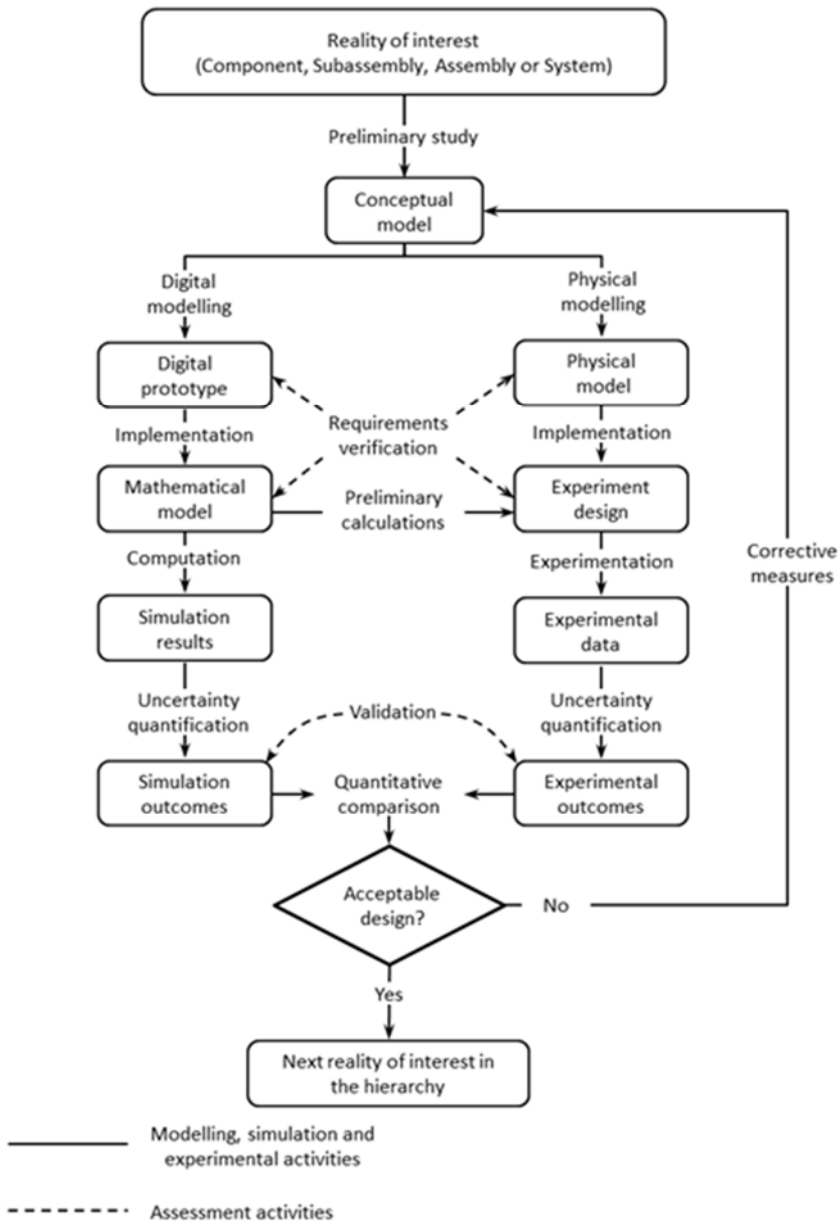 Reality of interest
(Component, Subassembly, Assembly or System)
Preliminary study
Conceptual
model
Digital
modelling
Physical
modelling
Digital
prototype
Physical
model
Requirements
verification
Implementation
Implementation
Mathematical
model
Preliminary
calculations
Experiment
design
Computation
Experimentation
Corrective
measures
Simulation
results
Experimental
data
Uncertainty
quantification
Validation
Uncertainty
quantification
Simulation
outcomes
Quantitative
comparison
Experimental
outcomes
Acceptable
design?
No
Yes
Next reality of interest in
the hierarchy
Modelling, simulation and
experimental activities
Assessment activities